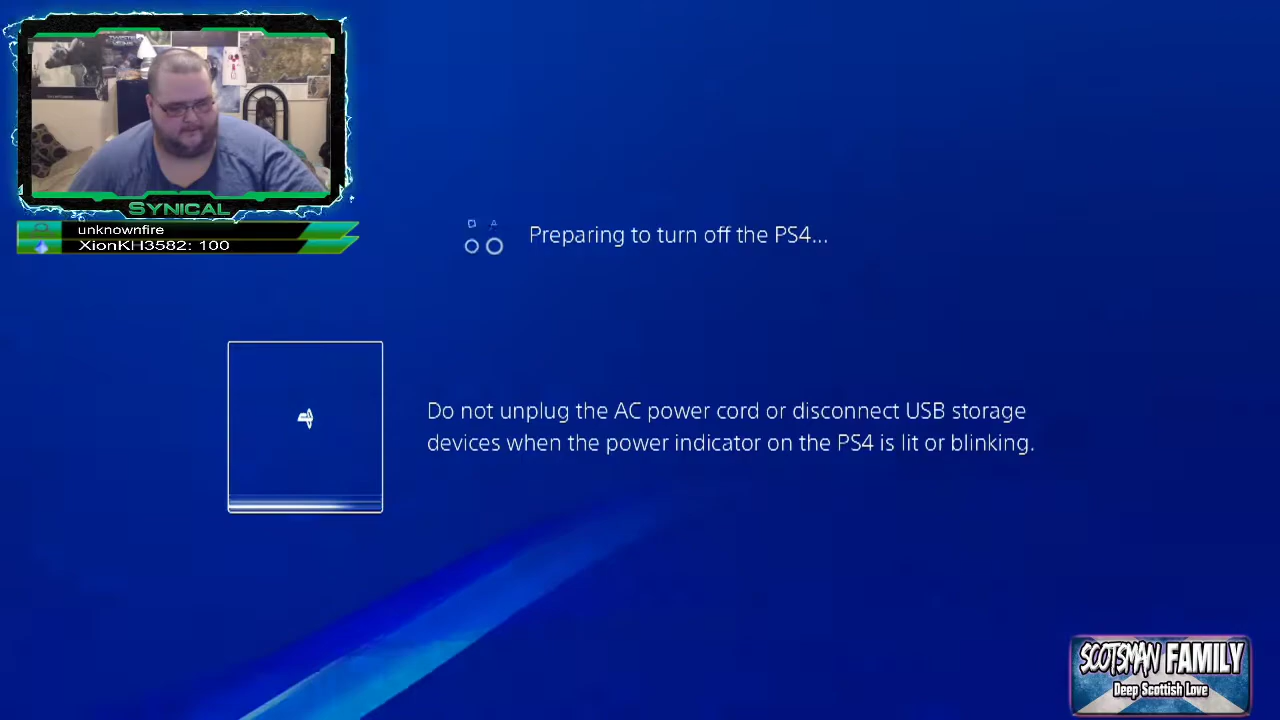 SYNICAL
unknownfire
XionKH3582: 100
Preparing to turn off the PS4...
Do not unplug the AC power cord or disconnect USB storage
devices when the power indicator on the PS4 is lit or blinking.
SCOTSMAN FAMILY
Deep Scottish Love